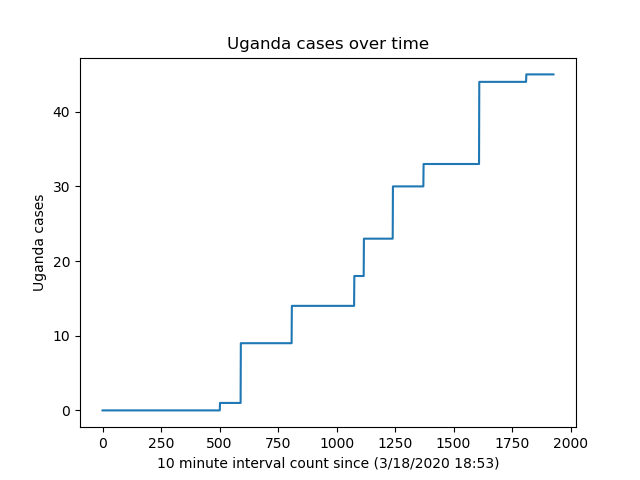 Uganda cases over time
Uganda cases
40
30
20
10
0
0 250 500 750 1000 1250 1500 1750 2000
10 minute interval count since (3/18/2020 18:53)